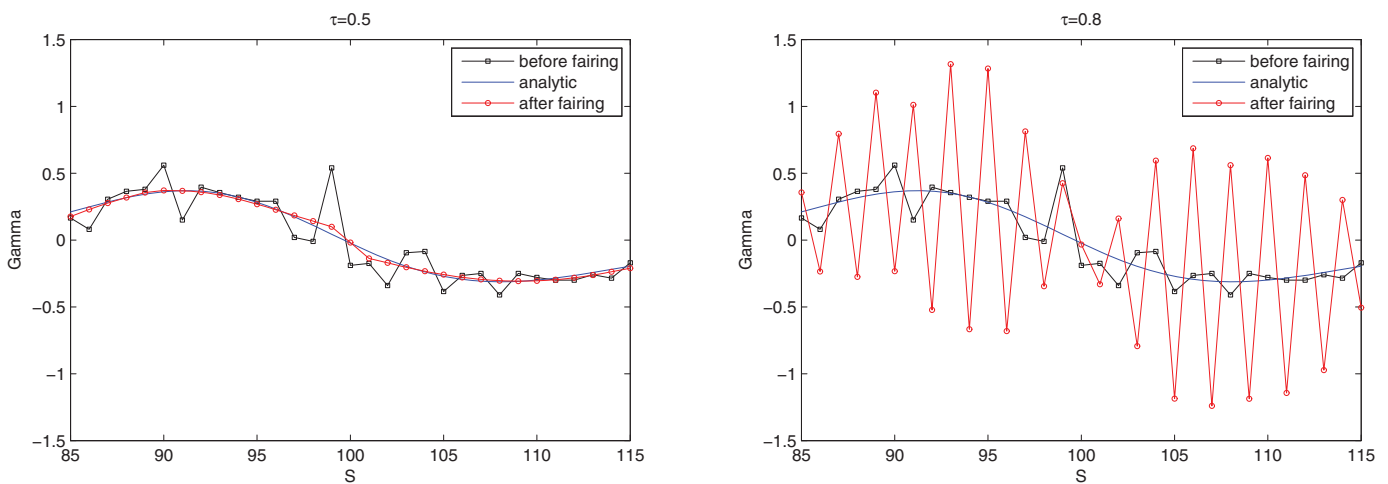 τ=0.5
1.5
1
0.5
0
−0.5
−1
−1.5
Gamma
85
90
95
100
105
110
115
S
before fairing
analytic
after fairing
τ=0.8
1.5
1
0.5
0
−0.5
−1
−1.5
Gamma
85
90
95
100
105
110
115
S
before fairing
analytic
after fairing